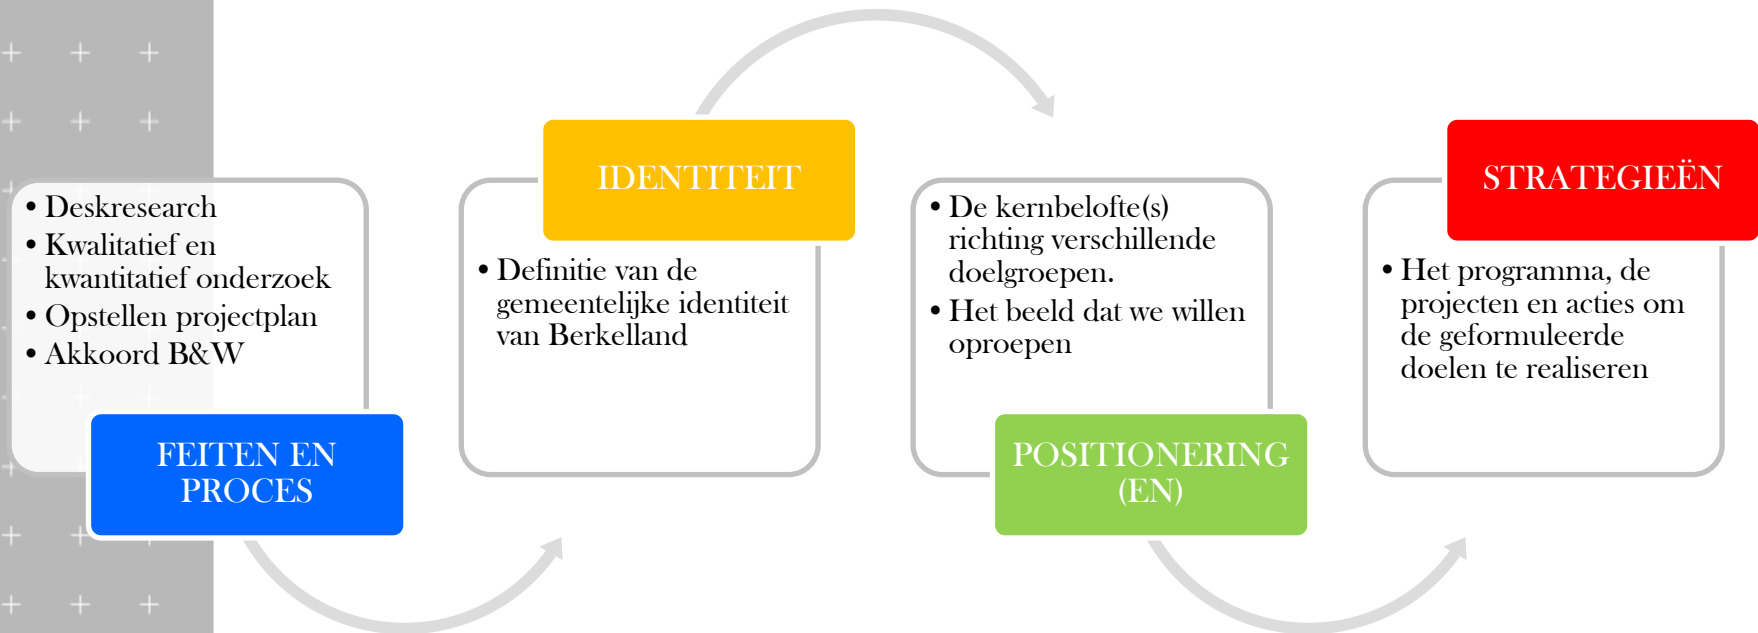 • Deskresearch
• Kwalitatief en
kwantitatief onderzoek
• Opstellen projectplan
• Akkoord B&W
FEITEN EN
PROCES
IDENTITEIT
• Definitie van de
gemeentelijke identiteit
van Berkelland
• De kernbelofte(s)
richting verschillende
doelgroepen.
• Het beeld dat we willen
oproepen
POSITIONERING
(EN)
STRATEGIEËN
• Het programma, de
projecten en acties om
de geformuleerde
doelen te realiseren